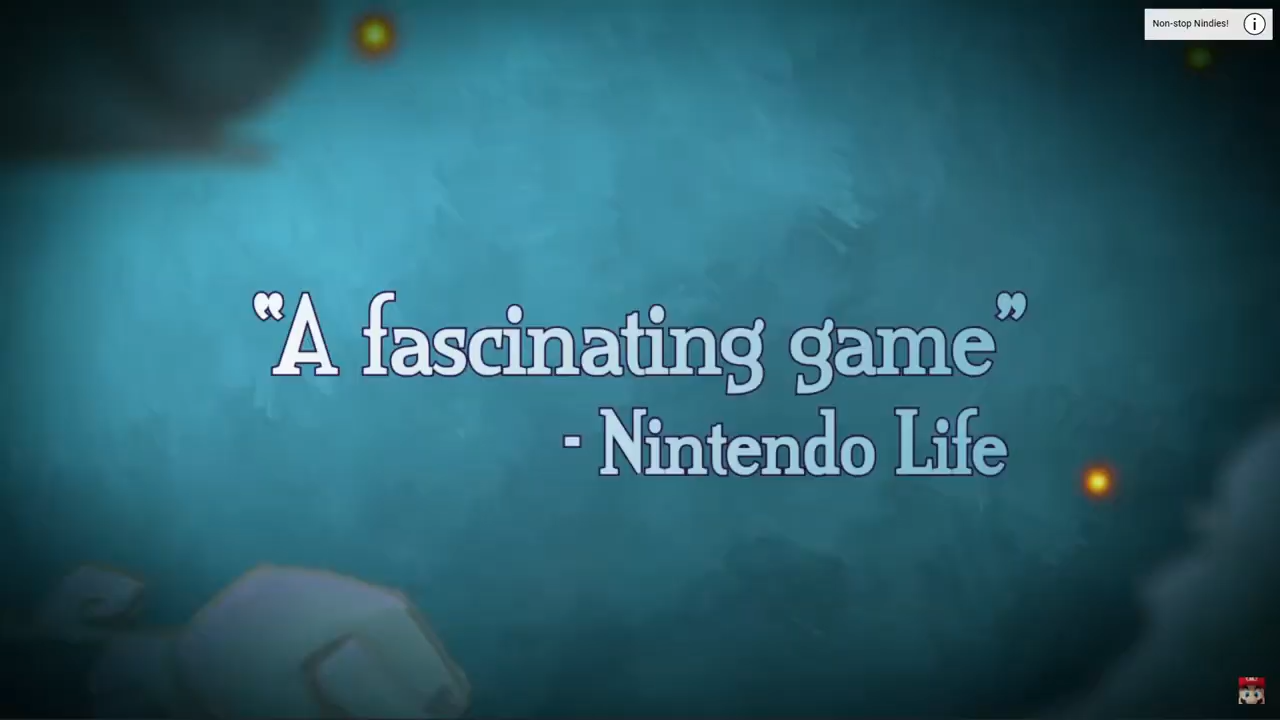 Non-stop Nindies!
“A fascinating game”
- Nintendo Life